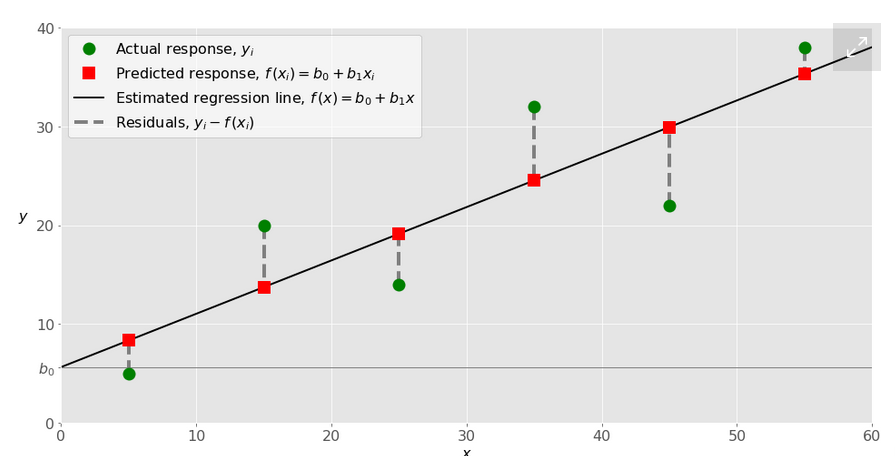 40
Actual response, yᵢ
Predicted response, f(xᵢ) = b₀ + b₁xᵢ
Estimated regression line, f(x) = b₀ + b₁x
Residuals, yᵢ − f(xᵢ)
30
y
20
10
b₀
0
0 10 20 30 40 50 60
x